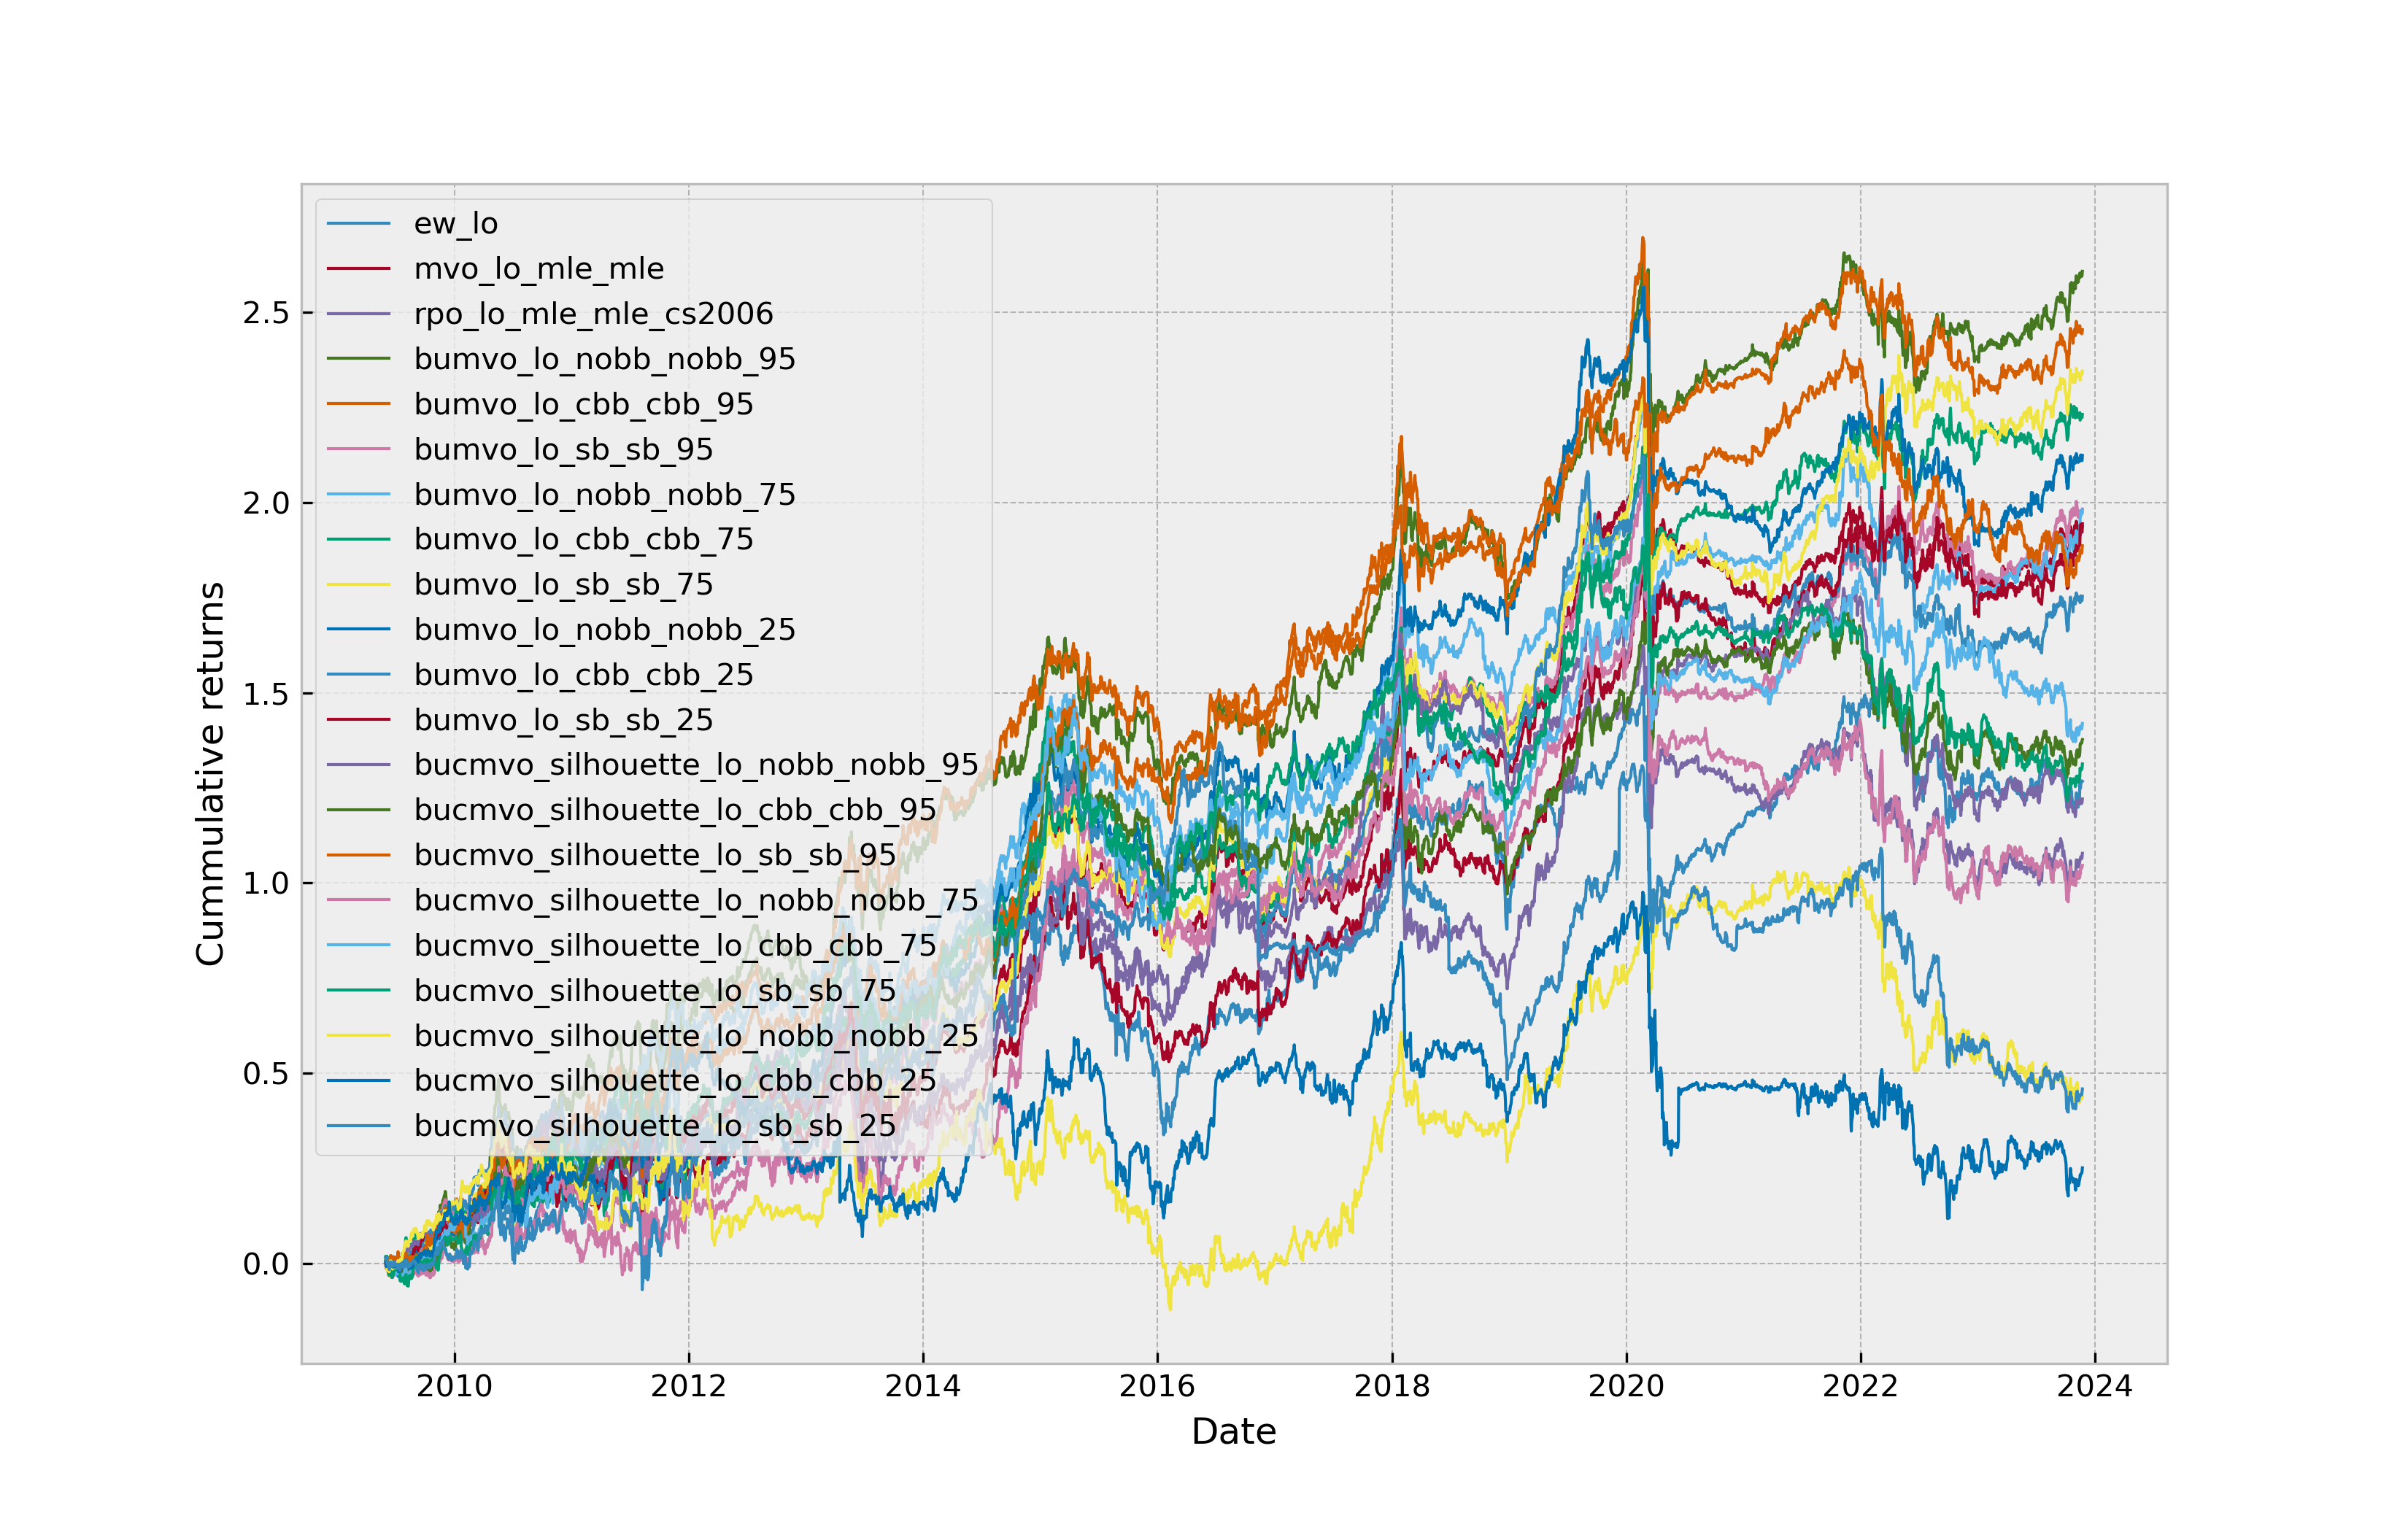 ew_lo
mvo_lo_mle_mle
rpo_lo_mle_mle_cs2006
bumvo_lo_nobb_nobb_95
bumvo_lo_cbb_cbb_95
bumvo_lo_sb_sb_95
bumvo_lo_nobb_nobb_75
bumvo_lo_cbb_cbb_75
bumvo_lo_sb_sb_75
bumvo_lo_nobb_nobb_25
bumvo_lo_cbb_cbb_25
bumvo_lo_sb_sb_25
bucmvo_silhouette_lo_nobb_nobb_95
bucmvo_silhouette_lo_cbb_cbb_95
bucmvo_silhouette_lo_sb_sb_95
bucmvo_silhouette_lo_nobb_nobb_75
bucmvo_silhouette_lo_cbb_cbb_75
bucmvo_silhouette_lo_sb_sb_75
bucmvo_silhouette_lo_nobb_nobb_25
bucmvo_silhouette_lo_cbb_cbb_25
bucmvo_silhouette_lo_sb_sb_25
2.5
2.0
1.5
1.0
0.5
0.0
Cummulative returns
2010 2012 2014 2016 2018 2020 2022 2024
Date